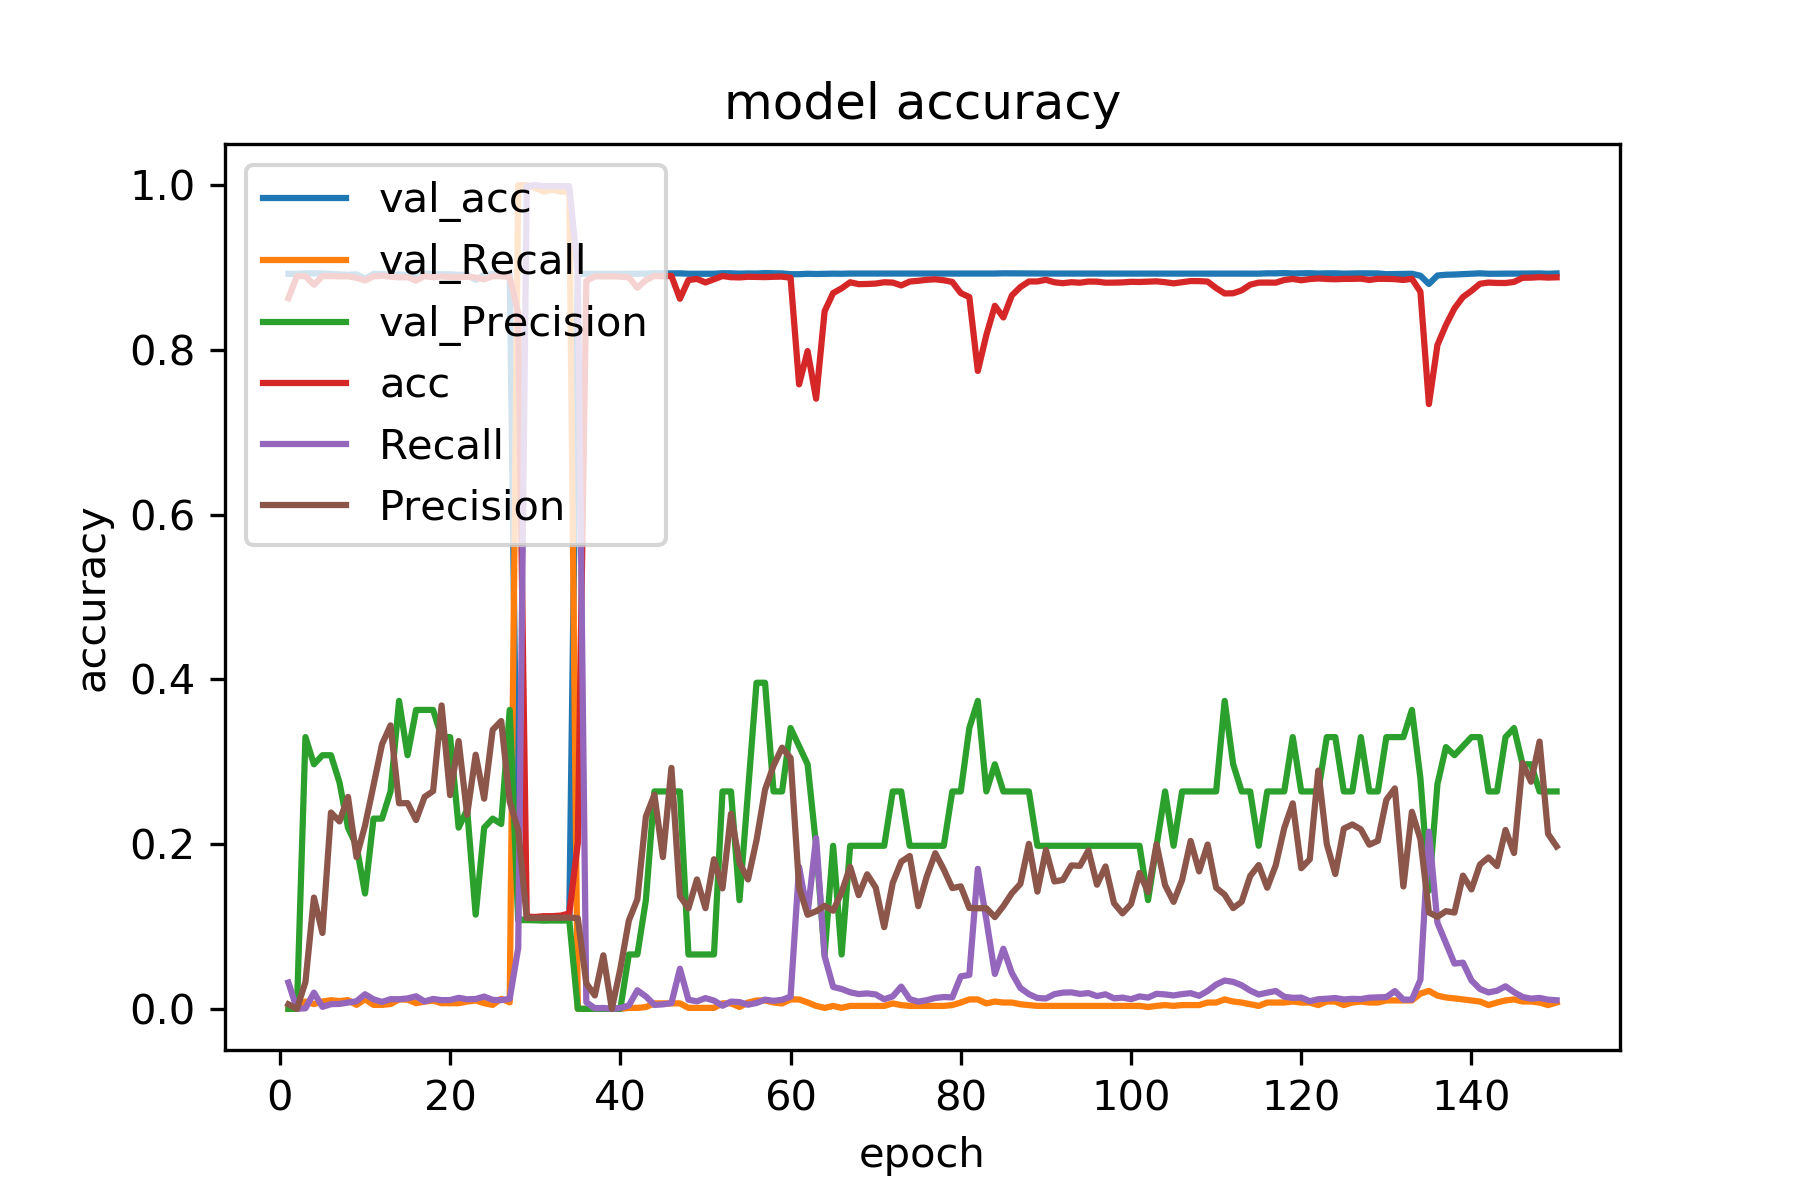 model accuracy
val_acc
val_Recall
val_Precision
acc
Recall
Precision
accuracy
1.0
0.8
0.6
0.4
0.2
0.0
0 20 40 60 80 100 120 140
epoch